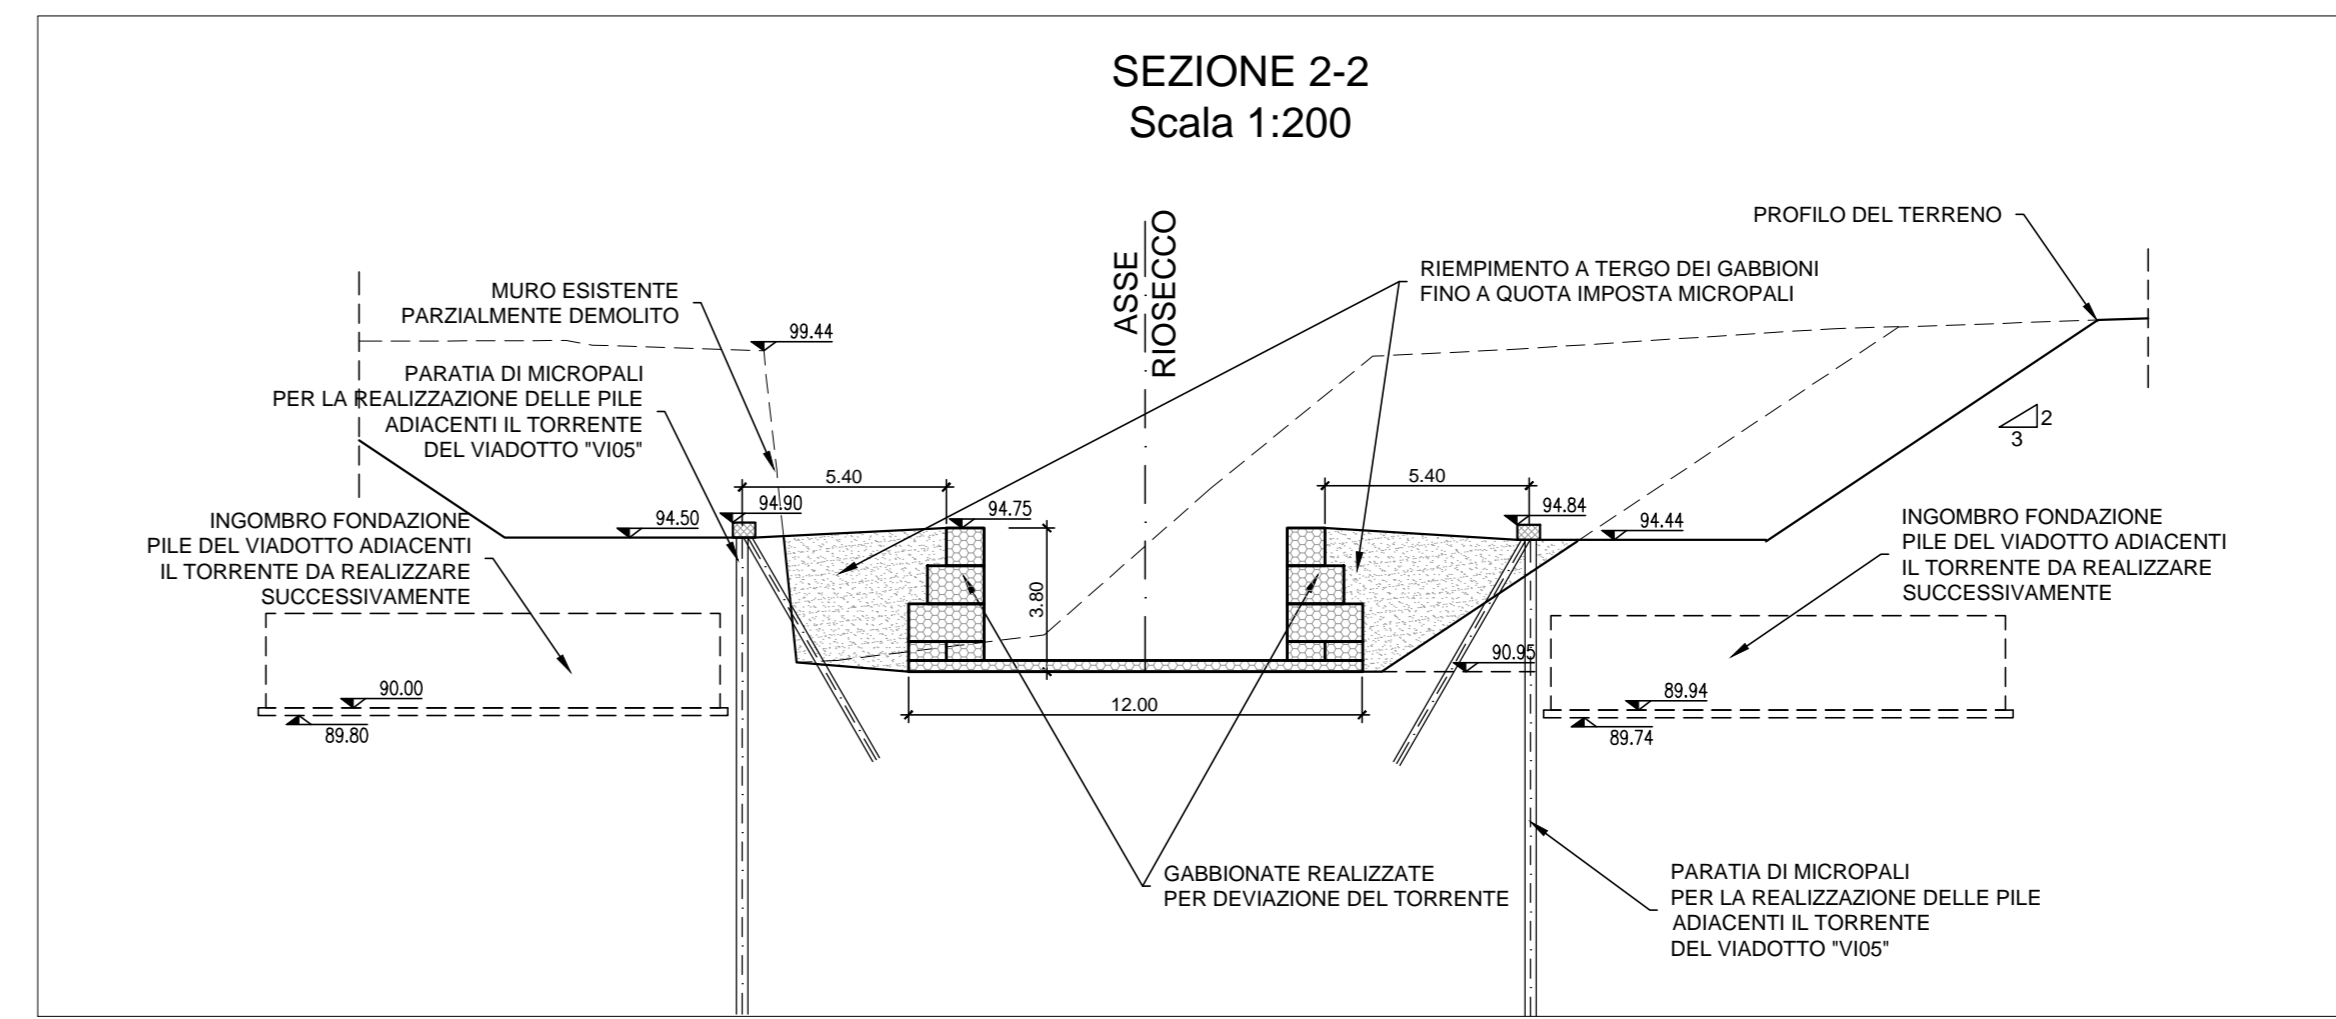 SEZIONE 2-2
Scala 1:200
ASSE
RIOSECCO
PROFILO DEL TERRENO
MURO ESISTENTE
PARZIALMENTE DEMOLITO
RIEMPIMENTO A TERGO DEI GABBIONI
FINO A QUOTA IMPOSTA MICROPALI
99.44
PARATIA DI MICROPALI
PER LA REALIZZAZIONE DELLE PILE
ADIACENTI IL TORRENTE
DEL VIADOTTO "VI05"
2
3
5.40
5.40
94.50
94.90
94.75
94.84
94.44
INGOMBRO FONDAZIONE
PILE DEL VIADOTTO ADIACENTI
IL TORRENTE DA REALIZZARE
SUCCESSIVAMENTE
INGOMBRO FONDAZIONE
PILE DEL VIADOTTO ADIACENTI
IL TORRENTE DA REALIZZARE
SUCCESSIVAMENTE
3.80
90.95
90.00
89.80
12.00
89.94
89.74
GABBIONATE REALIZZATE
PER DEVIAZIONE DEL TORRENTE
PARATIA DI MICROPALI
PER LA REALIZZAZIONE DELLE PILE
ADIACENTI IL TORRENTE
DEL VIADOTTO "VI05"